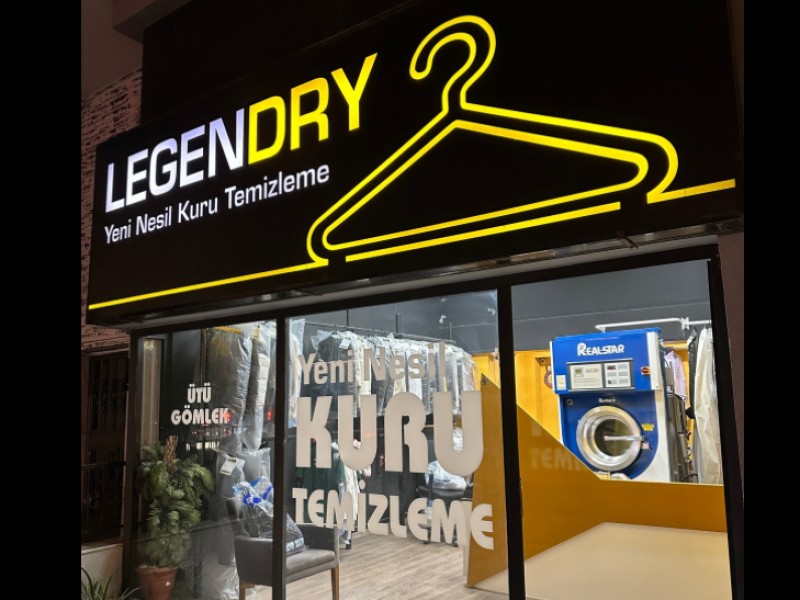 LEGENDRY
Yeni Nesil Kuru Temizleme
REALSTAR
ÜTÜ
GÖMLEK
Yeni Nesil
KURU
TEMİZLEME